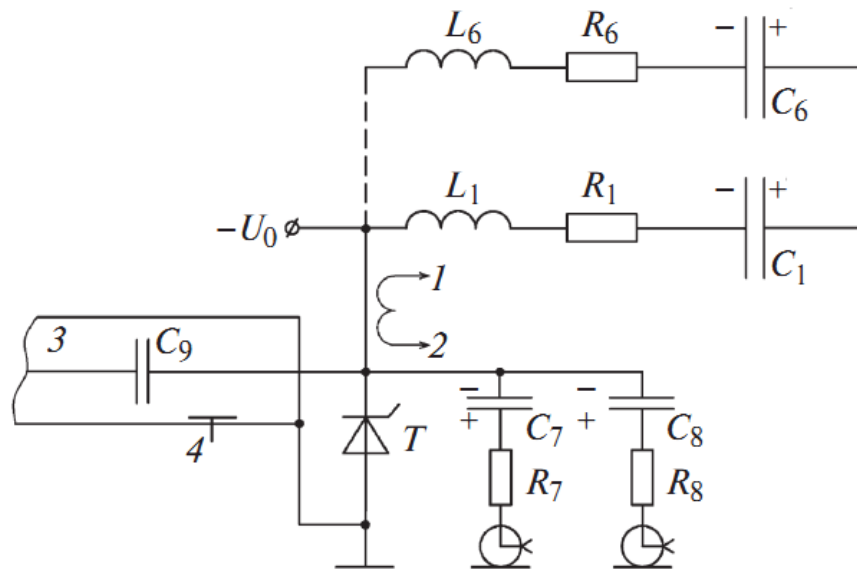 L₆ R₆ − +
C₆
L₁ R₁ − +
−U₀
C₁
1
3 C₉ 2
− −
+ C₇ + C₈
4 T
R₇ R₈